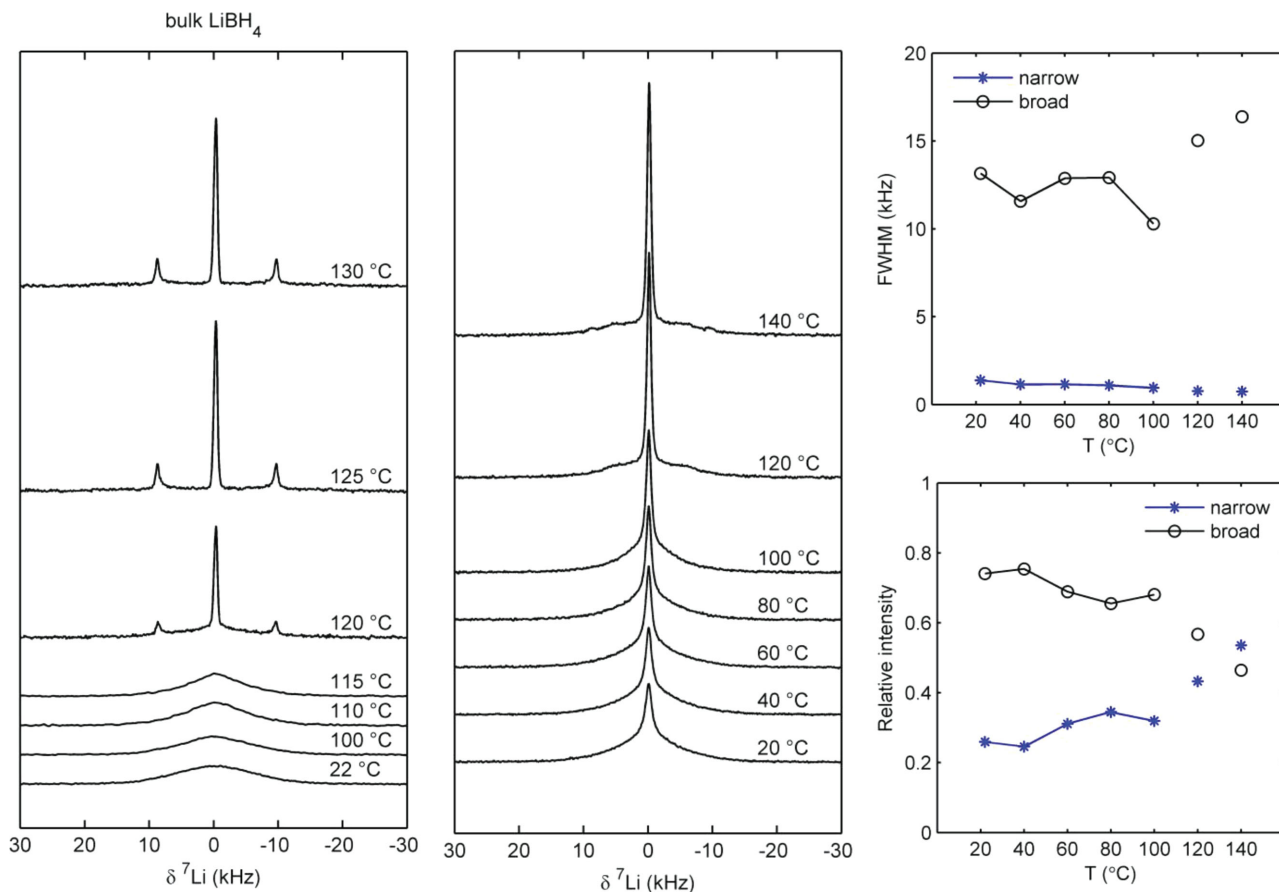 bulk LiBH4
130 °C
125 °C
120 °C
115 °C
110 °C
100 °C
22 °C
30 20 10 0 -10 -20 -30
δ 7Li (kHz)
140 °C
120 °C
100 °C
80 °C
60 °C
40 °C
20 °C
30 20 10 0 -10 -20 -30
δ 7Li (kHz)
20
15
10
5
0
FWHM (kHz)
narrow
broad
20 40 60 80 100 120 140
T (°C)
1
0.8
0.6
0.4
0.2
0
Relative intensity
narrow
broad
20 40 60 80 100 120 140
T (°C)